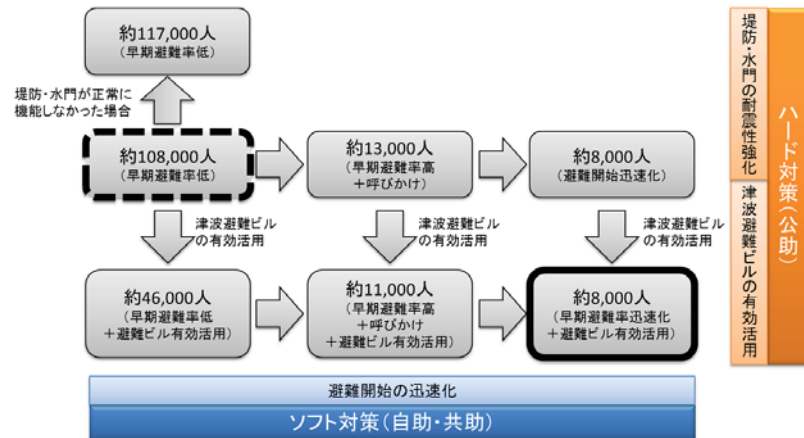 約117,000人
（早期避難率低）
堤防・水門が正常に
機能しなかった場合
約108,000人
（早期避難率低）
約13,000人
（早期避難率高
＋呼びかけ）
約8,000人
（避難開始迅速化）
津波避難ビル
の有効活用
津波避難ビル
の有効活用
津波避難ビル
の有効活用
約46,000人
（早期避難率低
＋避難ビル有効活用）
約11,000人
（早期避難率高
＋呼びかけ
＋避難ビル有効活用）
約8,000人
（早期避難率迅速化
＋避難ビル有効活用）
避難開始の迅速化
ソフト対策（自助・共助）
堤防・水門の耐震性強化
津波避難ビルの有効活用
ハード対策（公助）